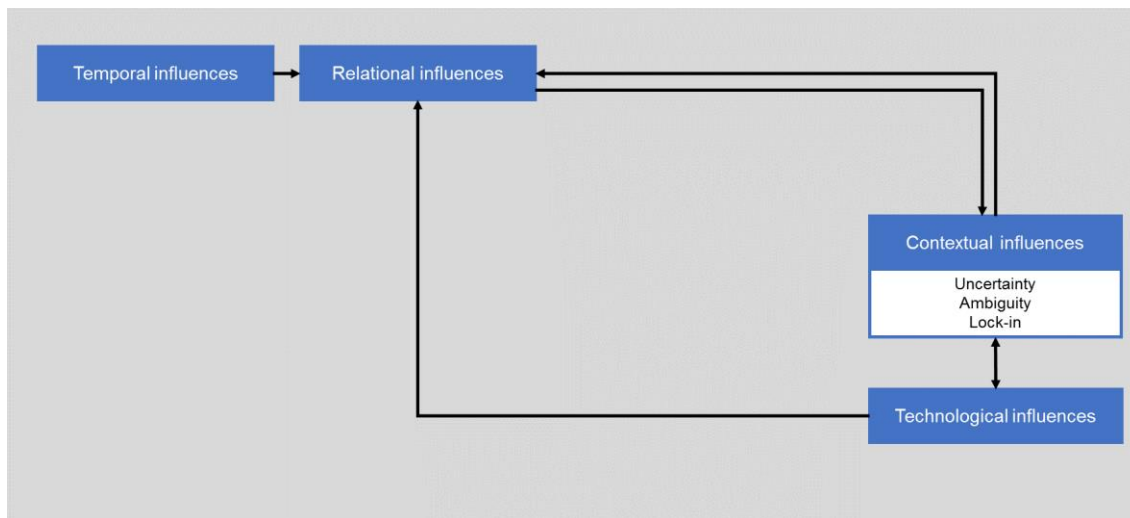 Temporal influences
Relational influences
Contextual influences
Uncertainty
Ambiguity
Lock-in
Technological influences